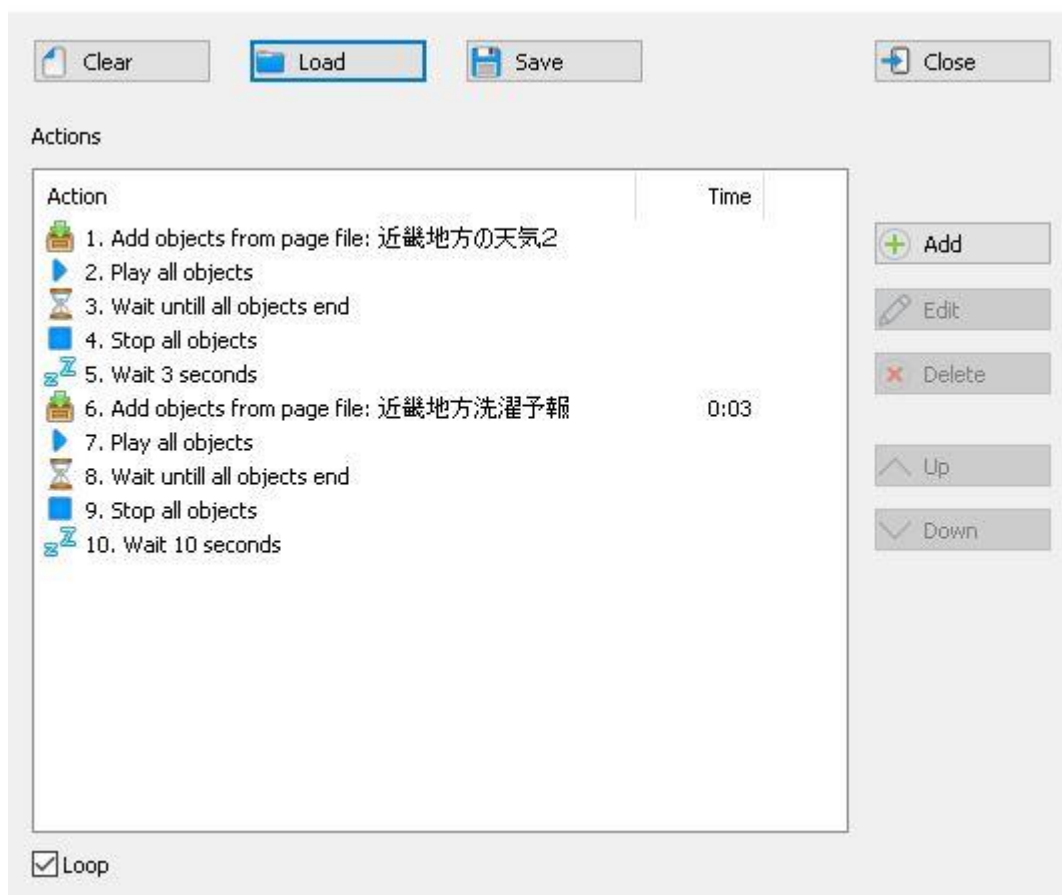 Clear Load Save Close
Actions
Action Time
1. Add objects from page file: 近畿地方の天気2
Add
2. Play all objects
3. Wait untill all objects end
Edit
4. Stop all objects
5. Wait 3 seconds
Delete
6. Add objects from page file: 近畿地方洗濯予報 0:03
7. Play all objects
8. Wait untill all objects end
Up
9. Stop all objects
10. Wait 10 seconds
Down
Loop